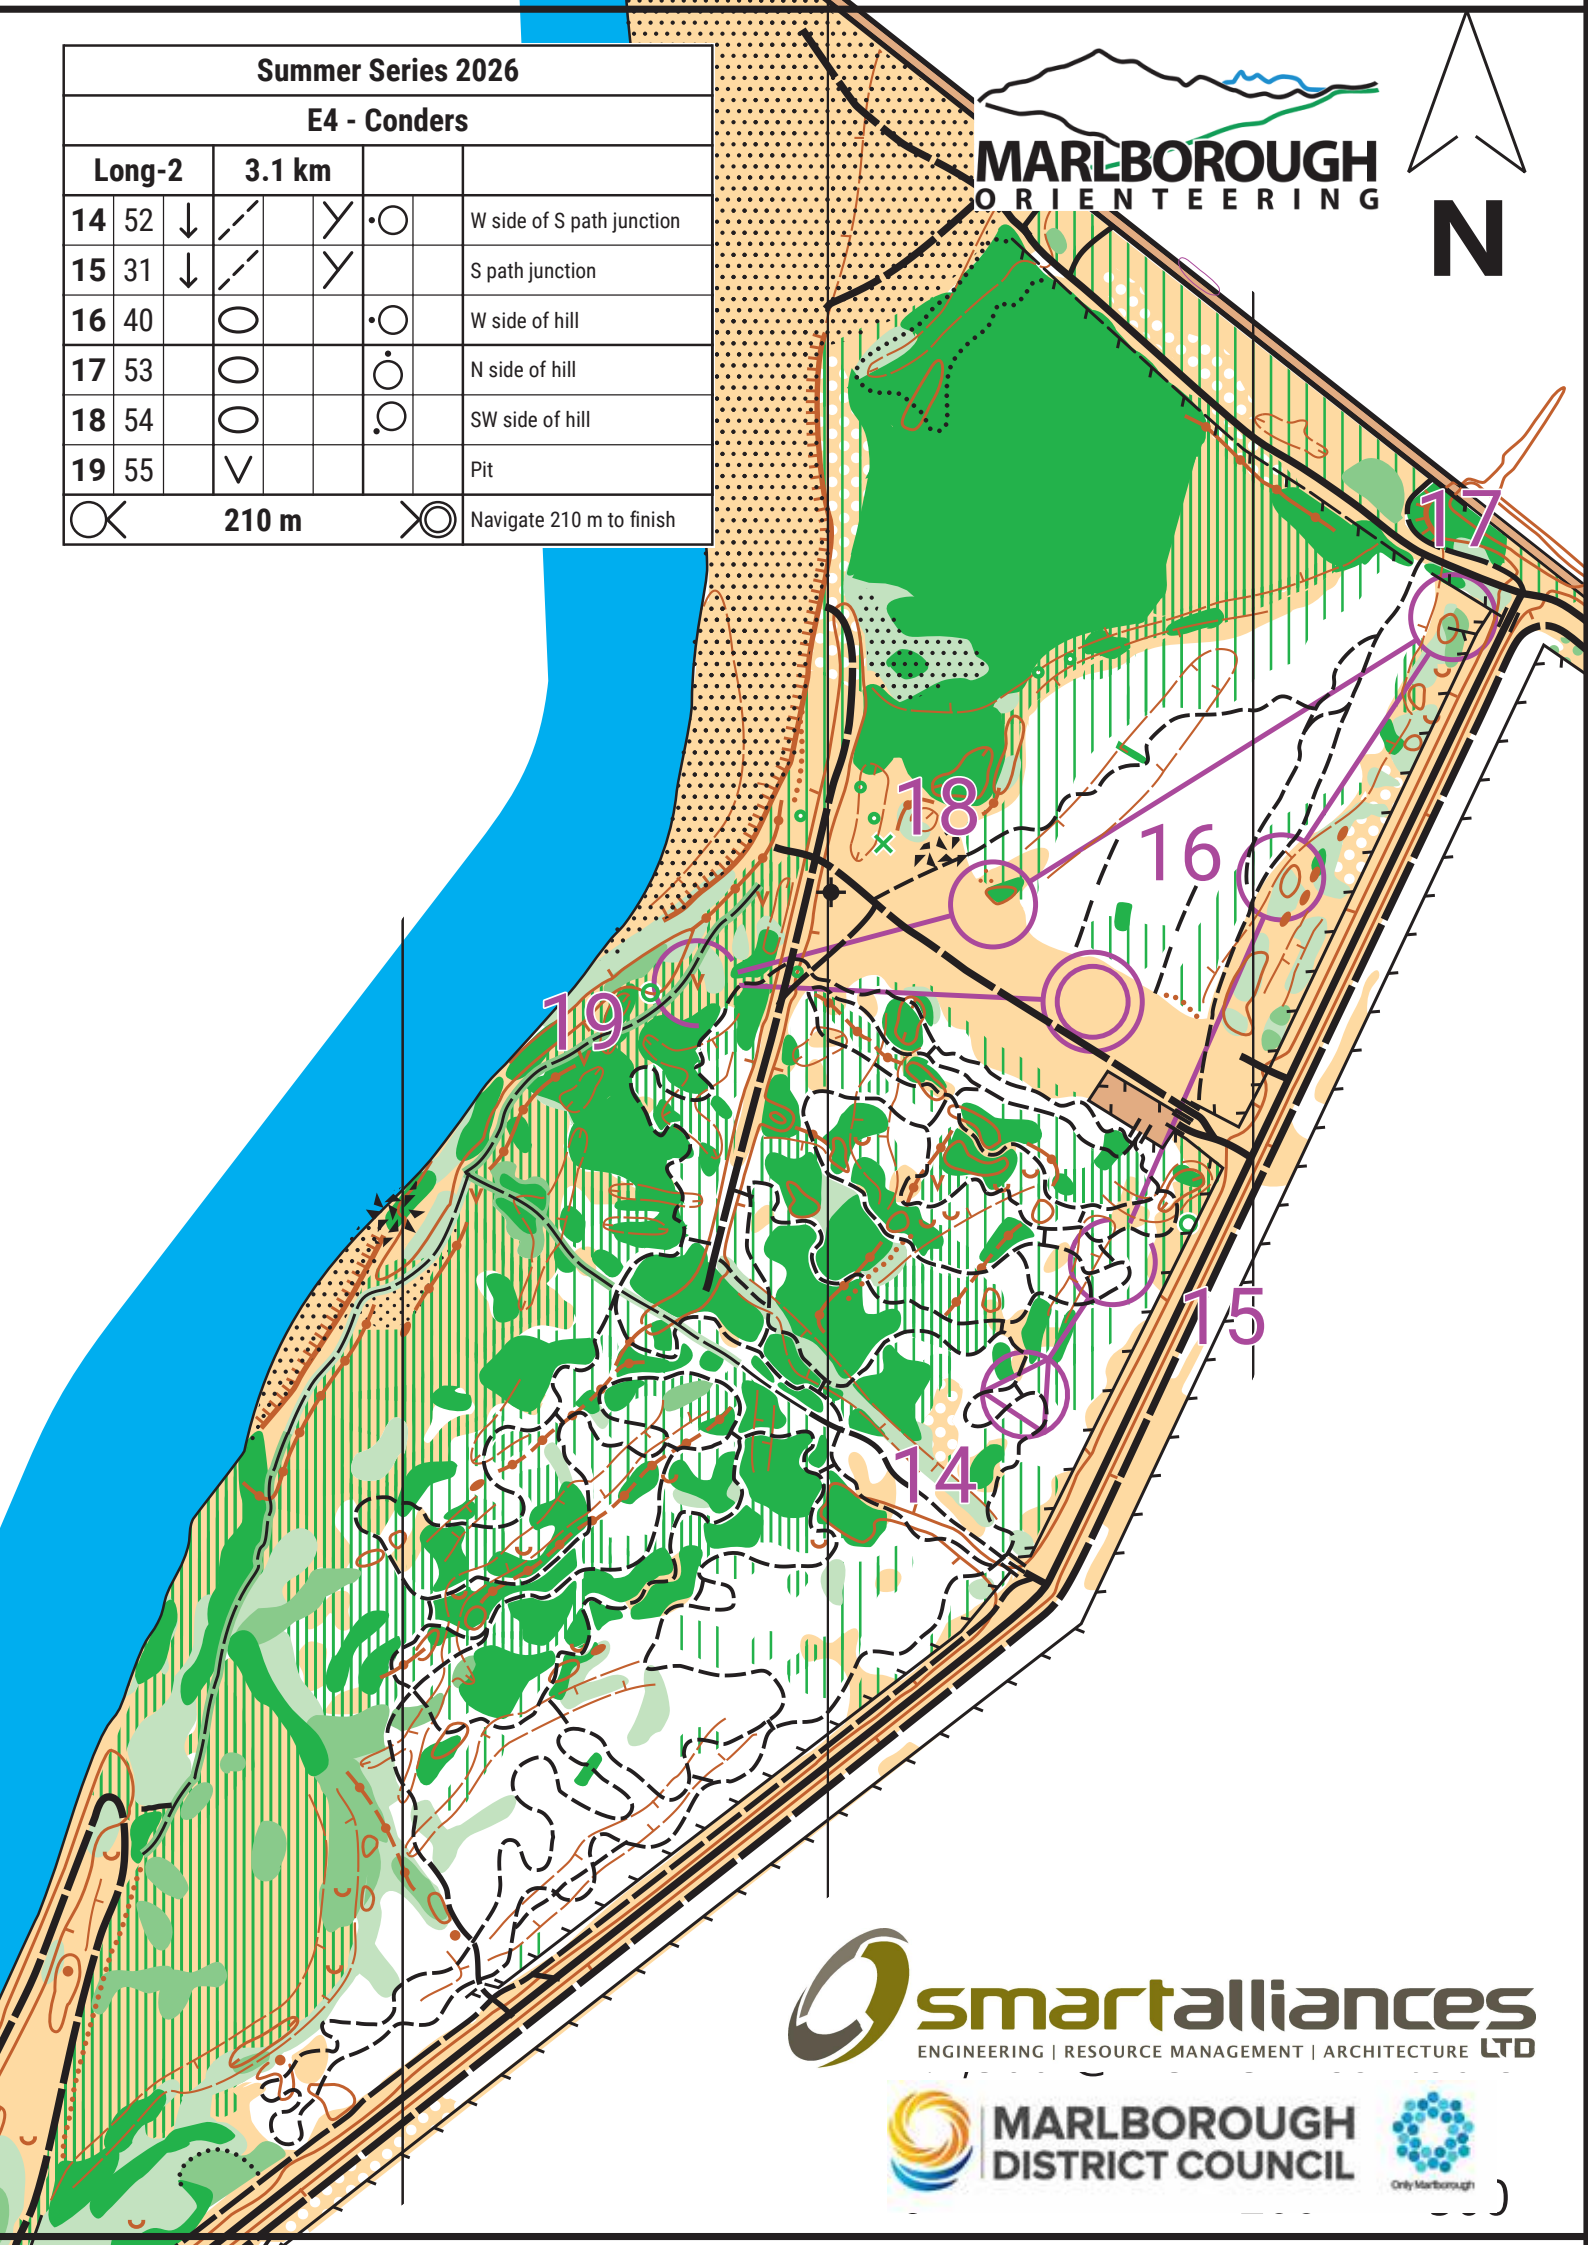 Summer Series 2026
E4 - Conders
Long-2 3.1 km
14 52 W side of S path junction
15 31 S path junction
16 40 W side of hill
17 53 N side of hill
18 54 SW side of hill
19 55 Pit
210 m Navigate 210 m to finish
MARLBOROUGH
ORIENTEERING
N
17
18
16
19
15
14
smartalliances
ENGINEERING | RESOURCE MANAGEMENT | ARCHITECTURE LTD
MARLBOROUGH
DISTRICT COUNCIL
Only Marlborough